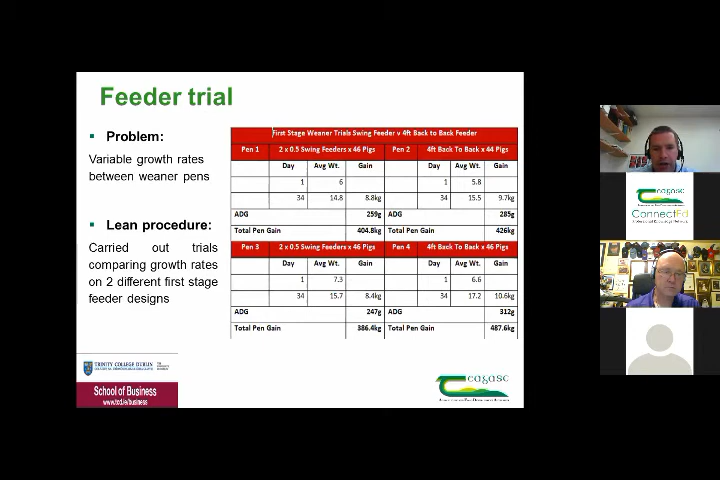 Feeder trial
Problem:
Variable growth rates
between weaner pens
Lean procedure:
Carried out trials
comparing growth rates
on 2 different first stage
feeder designs
First Stage Weaner Trials Swing Feeder v 4ft Back to Back Feeder
Pen 1 2 x 0.5 Swing Feeders x 46 Pigs Pen 2 4ft Back To Back x 44 Pigs
Day Avg Wt. Gain Day Avg Wt. Gain
1 6 1 5.8
34 14.8 8.8kg 34 15.5 9.7kg
ADG 259g ADG 285g
Total Pen Gain 404.8kg Total Pen Gain 426kg
Pen 3 2 x 0.5 Swing Feeders x 46 Pigs Pen 4 4ft Back To Back x 46 Pigs
Day Avg Wt. Gain Day Avg Wt. Gain
1 7.3 1 6.6
34 15.7 8.4kg 34 17.2 10.6kg
ADG 247g ADG 312g
Total Pen Gain 386.4kg Total Pen Gain 487.6kg
TRINITY COLLEGE DUBLIN
School of Business
www.tcd.ie/business
teagasc
teagasc
ConnectEd